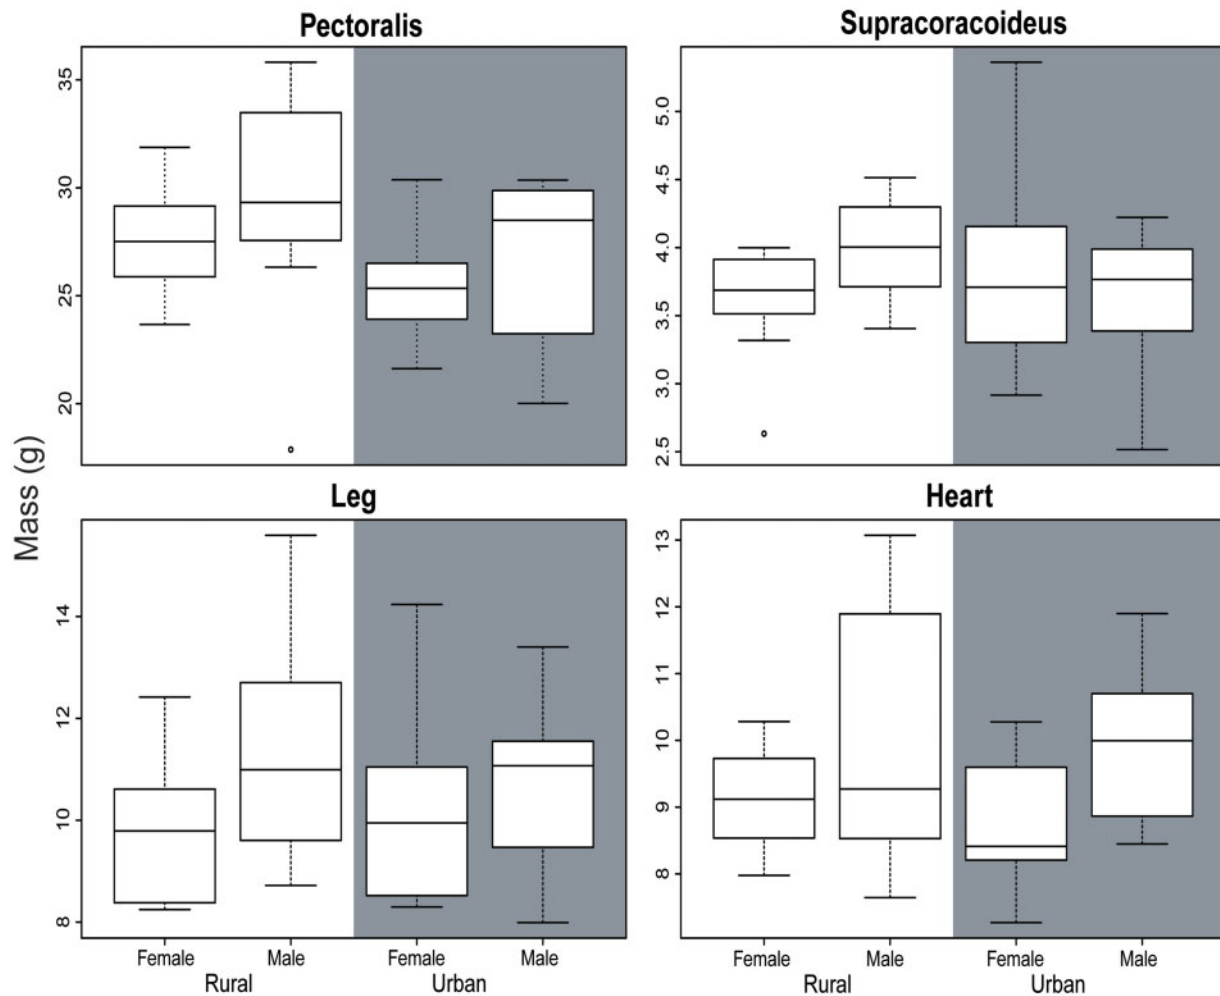 Pectoralis
35
30
25
20
Supracoracoideus
5.0
4.5
4.0
3.5
3.0
2.5
Mass (g)
Leg
14
12
10
8
Female
Male
Female
Male
Rural
Urban
Heart
13
12
11
10
9
8
Female
Male
Female
Male
Rural
Urban